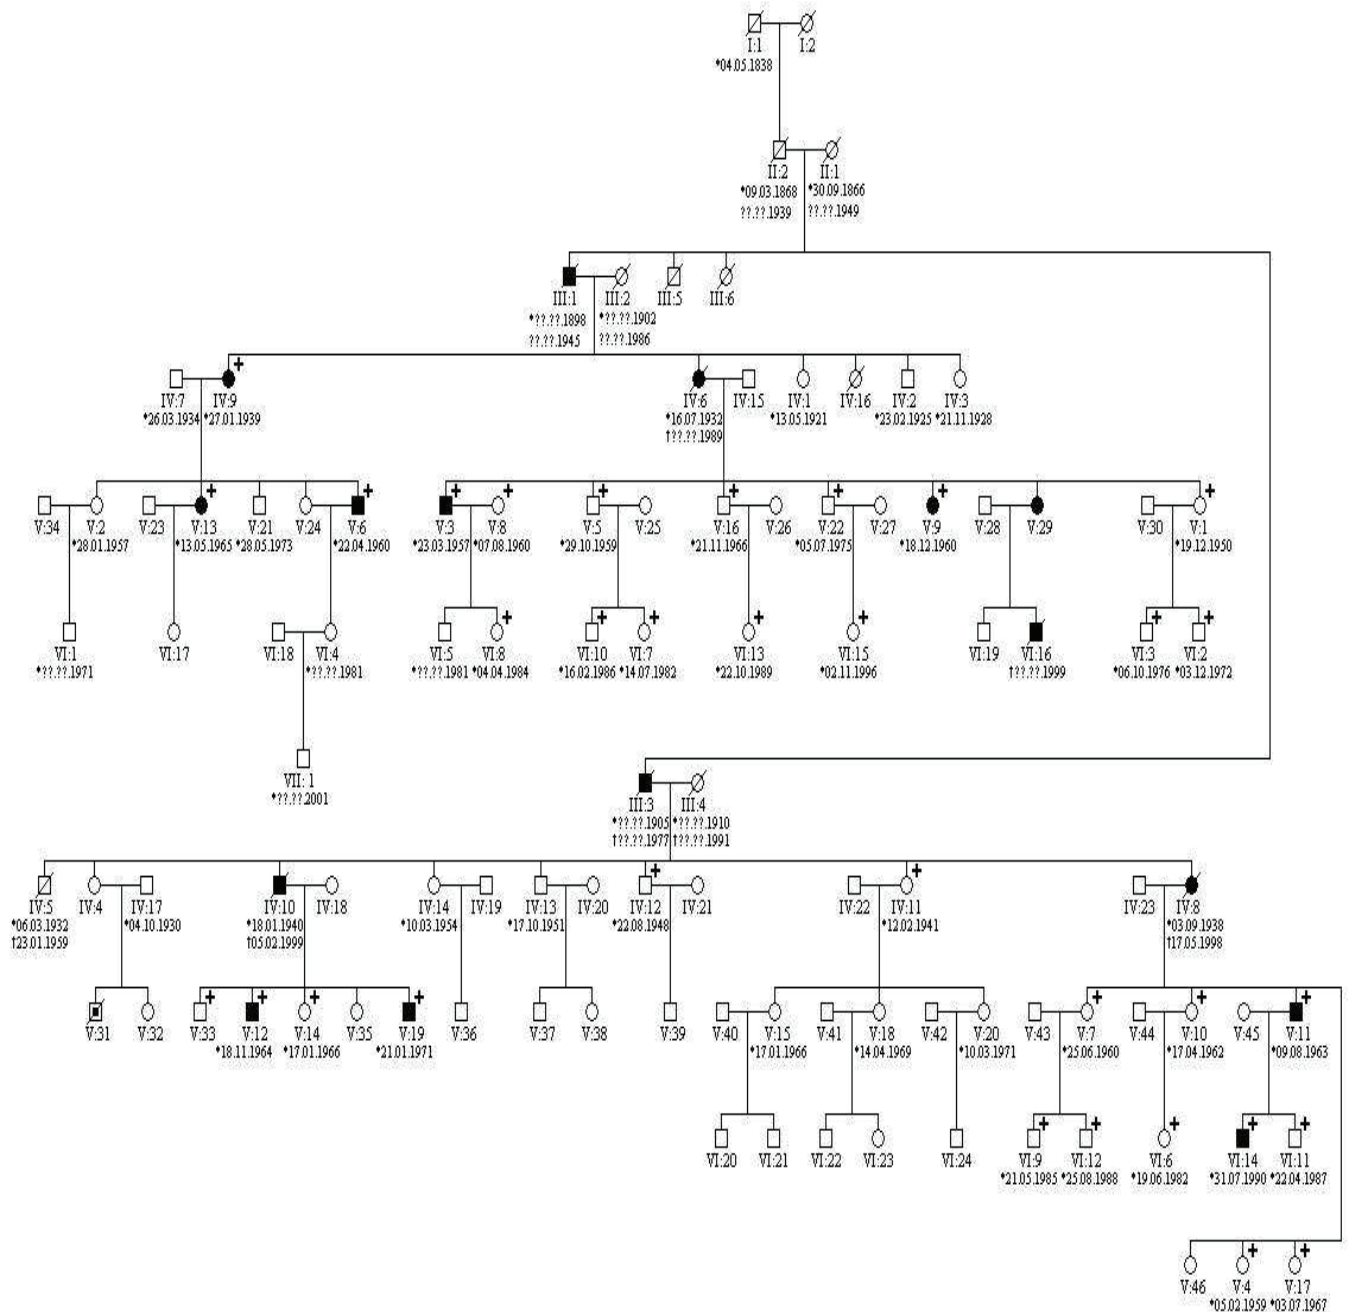 I:1 I:2
*04.05.1838
II:2 II:1
*09.03.1868 *30.09.1866
??.??.1939 ??.??.1949
III:1 III:2 III:5 III:6
*??.??.1898 *??.??.1902
??.??.1945 ??.??.1986
+
IV:7 IV:9 IV:6 IV:15 IV:1 IV:16 IV:2 IV:3
*26.03.1934 *27.01.1939 *16.07.1932 *13.05.1921 *23.02.1925 *21.11.1928
†??.??.1989
+ + + + + + + + +
V:34 V:2 V:23 V:13 V:21 V:24 V:6 V:3 V:8 V:5 V:25 V:16 V:26 V:22 V:27 V:9 V:28 V:29 V:30 V:1
*28.01.1957 *13.05.1965 *28.05.1973 *22.04.1960 *23.03.1957 *07.08.1960 *29.10.1959 *21.11.1966 *05.07.1975 *18.12.1960 *19.12.1950
+ + + + + + +
VI:1 VI:17 VI:18 VI:4 VI:5 VI:8 VI:10 VI:7 VI:13 VI:15 VI:19 VI:16 VI:3 VI:2
*??.??.1971 *??.??.1981 *??.??.1981 *04.04.1984 *16.02.1986 *14.07.1982 *22.10.1989 *02.11.1996 †??.??.1999 *06.10.1976 *03.12.1972
VII: 1
*??.??.2001
III:3 III:4
*??.??.1905 *??.??.1910
†??.??.1977 †??.??.1991
+ +
IV:5 IV:4 IV:17 IV:10 IV:18 IV:14 IV:19 IV:13 IV:20 IV:12 IV:21 IV:22 IV:11 IV:23 IV:8
*06.03.1932 *04.10.1930 *18.01.1940 *10.03.1954 *17.10.1951 *22.08.1948 *12.02.1941 *03.09.1938
†23.01.1959 †05.02.1999 †17.05.1998
+ + + + + + +
V:31 V:32 V:33 V:12 V:14 V:35 V:19 V:36 V:37 V:38 V:39 V:40 V:15 V:41 V:18 V:42 V:20 V:43 V:7 V:44 V:10 V:45 V:11
*18.11.1964 *17.01.1966 *21.01.1971 *17.01.1966 *14.04.1969 *10.03.1971 *25.06.1960 *17.04.1962 *09.08.1963
+ + + + +
VI:20 VI:21 VI:22 VI:23 VI:24 VI:9 VI:12 VI:6 VI:14 VI:11
*21.05.1985 *25.08.1988 *19.06.1982 *31.07.1990 *22.04.1987
+ +
V:46 V:4 V:17
*05.02.1959 *03.07.1967